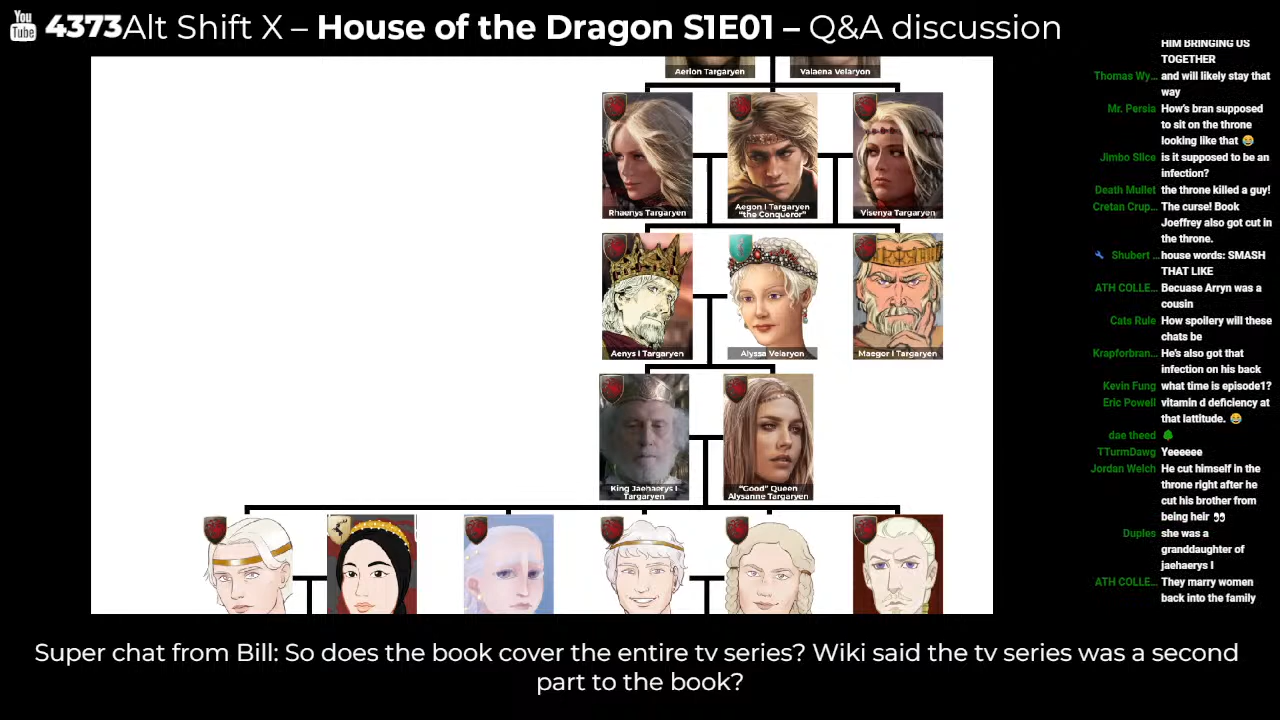 You
Tube
4373 Alt Shift X – House of the Dragon S1E01 – Q&A discussion
Aerion Targaryen
Valaena Velaryon
Rhaenys Targaryen
Aegon I Targaryen
"the Conqueror"
Visenya Targaryen
Aenys I Targaryen
Alyssa Velaryon
Maegor I Targaryen
King Jaehaerys I
Targaryen
"Good" Queen
Alysanne Targaryen
HIM BRINGING US
TOGETHER
Thomas Wy... and will likely stay that
way
Mr. Persia How's bran supposed
to sit on the throne
looking like that 😂
Jimbo Slice is it supposed to be an
infection?
Death Mullet the throne killed a guy!
Cretan Crup... The curse! Book
Joeffrey also got cut in
the throne.
Shubert ... house words: SMASH
THAT LIKE
ATH COLLE... Becuase Arryn was a
cousin
Cats Rule How spoilery will these
chats be
Krapforbran... He's also got that
infection on his back
Kevin Fung what time is episode1?
Eric Powell vitamin d deficiency at
that lattitude. 😂
dae theed
TTurmDawg Yeeeeee
Jordan Welch He cut himself in the
throne right after he
cut his brother from
being heir 👀
Duples she was a
granddaughter of
jaehaerys I
ATH COLLE... They marry women
back into the family
Super chat from Bill: So does the book cover the entire tv series? Wiki said the tv series was a second
part to the book?